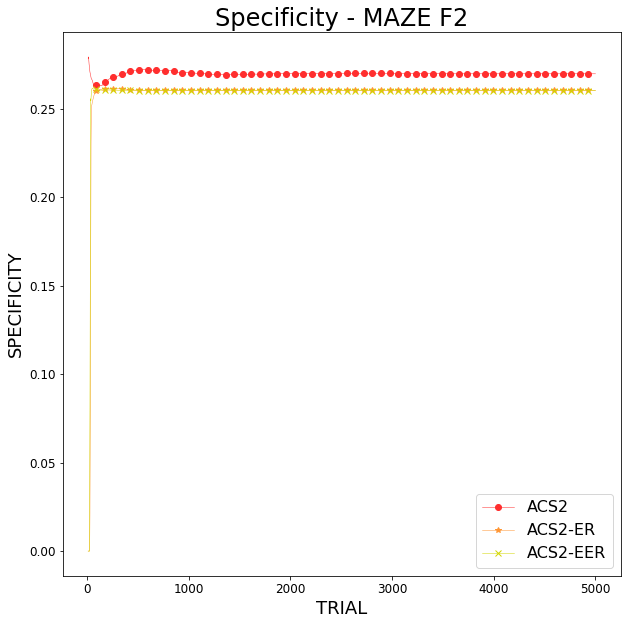 Specificity - MAZE F2
SPECIFICITY
0.25
0.20
0.15
0.10
0.05
0.00
0
1000
2000
3000
4000
5000
TRIAL
ACS2
ACS2-ER
ACS2-EER